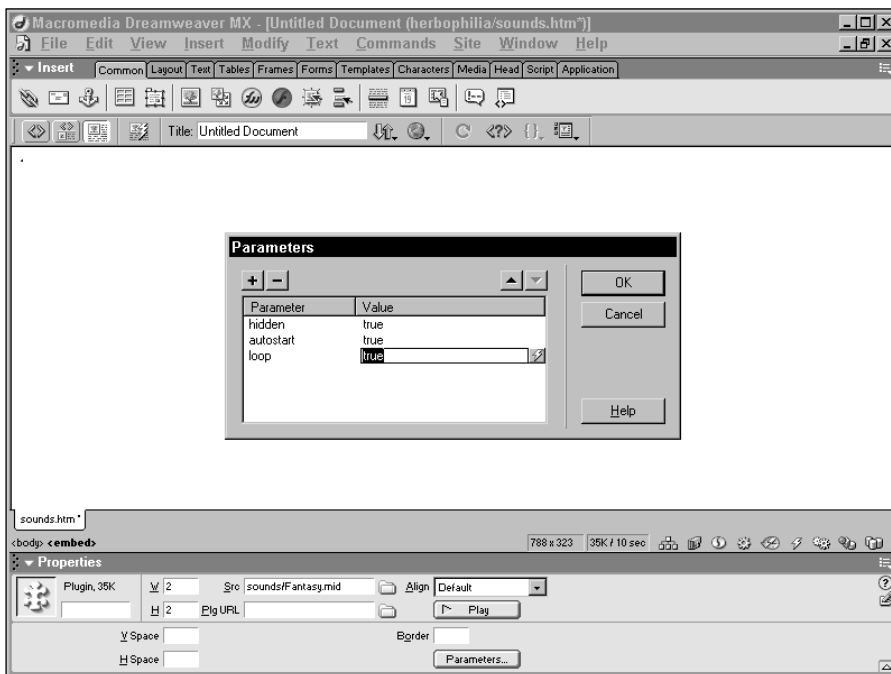 Macromedia Dreamweaver MX - [Untitled Document (herbophilia/sounds.htm*)]
File Edit View Insert Modify Text Commands Site Window Help
Insert Common Layout Text Tables Frames Forms Templates Characters Media Head Script Application
Title: Untitled Document
Parameters
OK
Parameter Value
Cancel
hidden true
autostart true
loop true
Help
sounds.htm*
<body> <embed> 788 x 323 35K / 10 sec
Properties
Plugin, 35K W 2 Src sounds/Fantasy.mid Align Default
H 2 Plg URL Play
V Space Border
H Space Parameters...